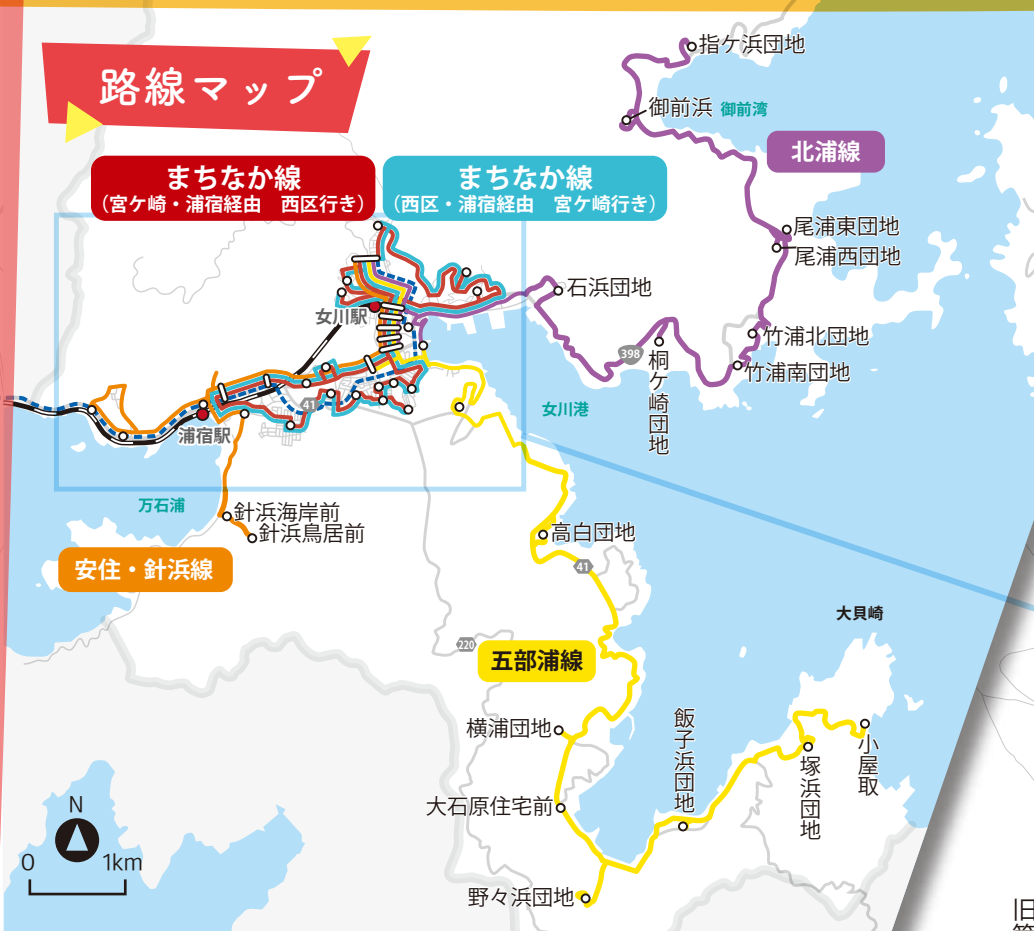 路線マップ
まちなか線
（宮ケ崎・浦宿経由　西区行き）
まちなか線
（西区・浦宿経由　宮ケ崎行き）
指ケ浜団地
御前浜
御前湾
北浦線
尾浦東団地
尾浦西団地
石浜団地
女川駅
398
桐ケ崎団地
竹浦北団地
竹浦南団地
女川港
41
浦宿駅
万石浦
針浜海岸前
針浜鳥居前
安住・針浜線
高白団地
41
大貝崎
220
五部浦線
横浦団地
飯子浜団地
小屋取
塚浜団地
大石原住宅前
野々浜団地
N
0
1km
旧